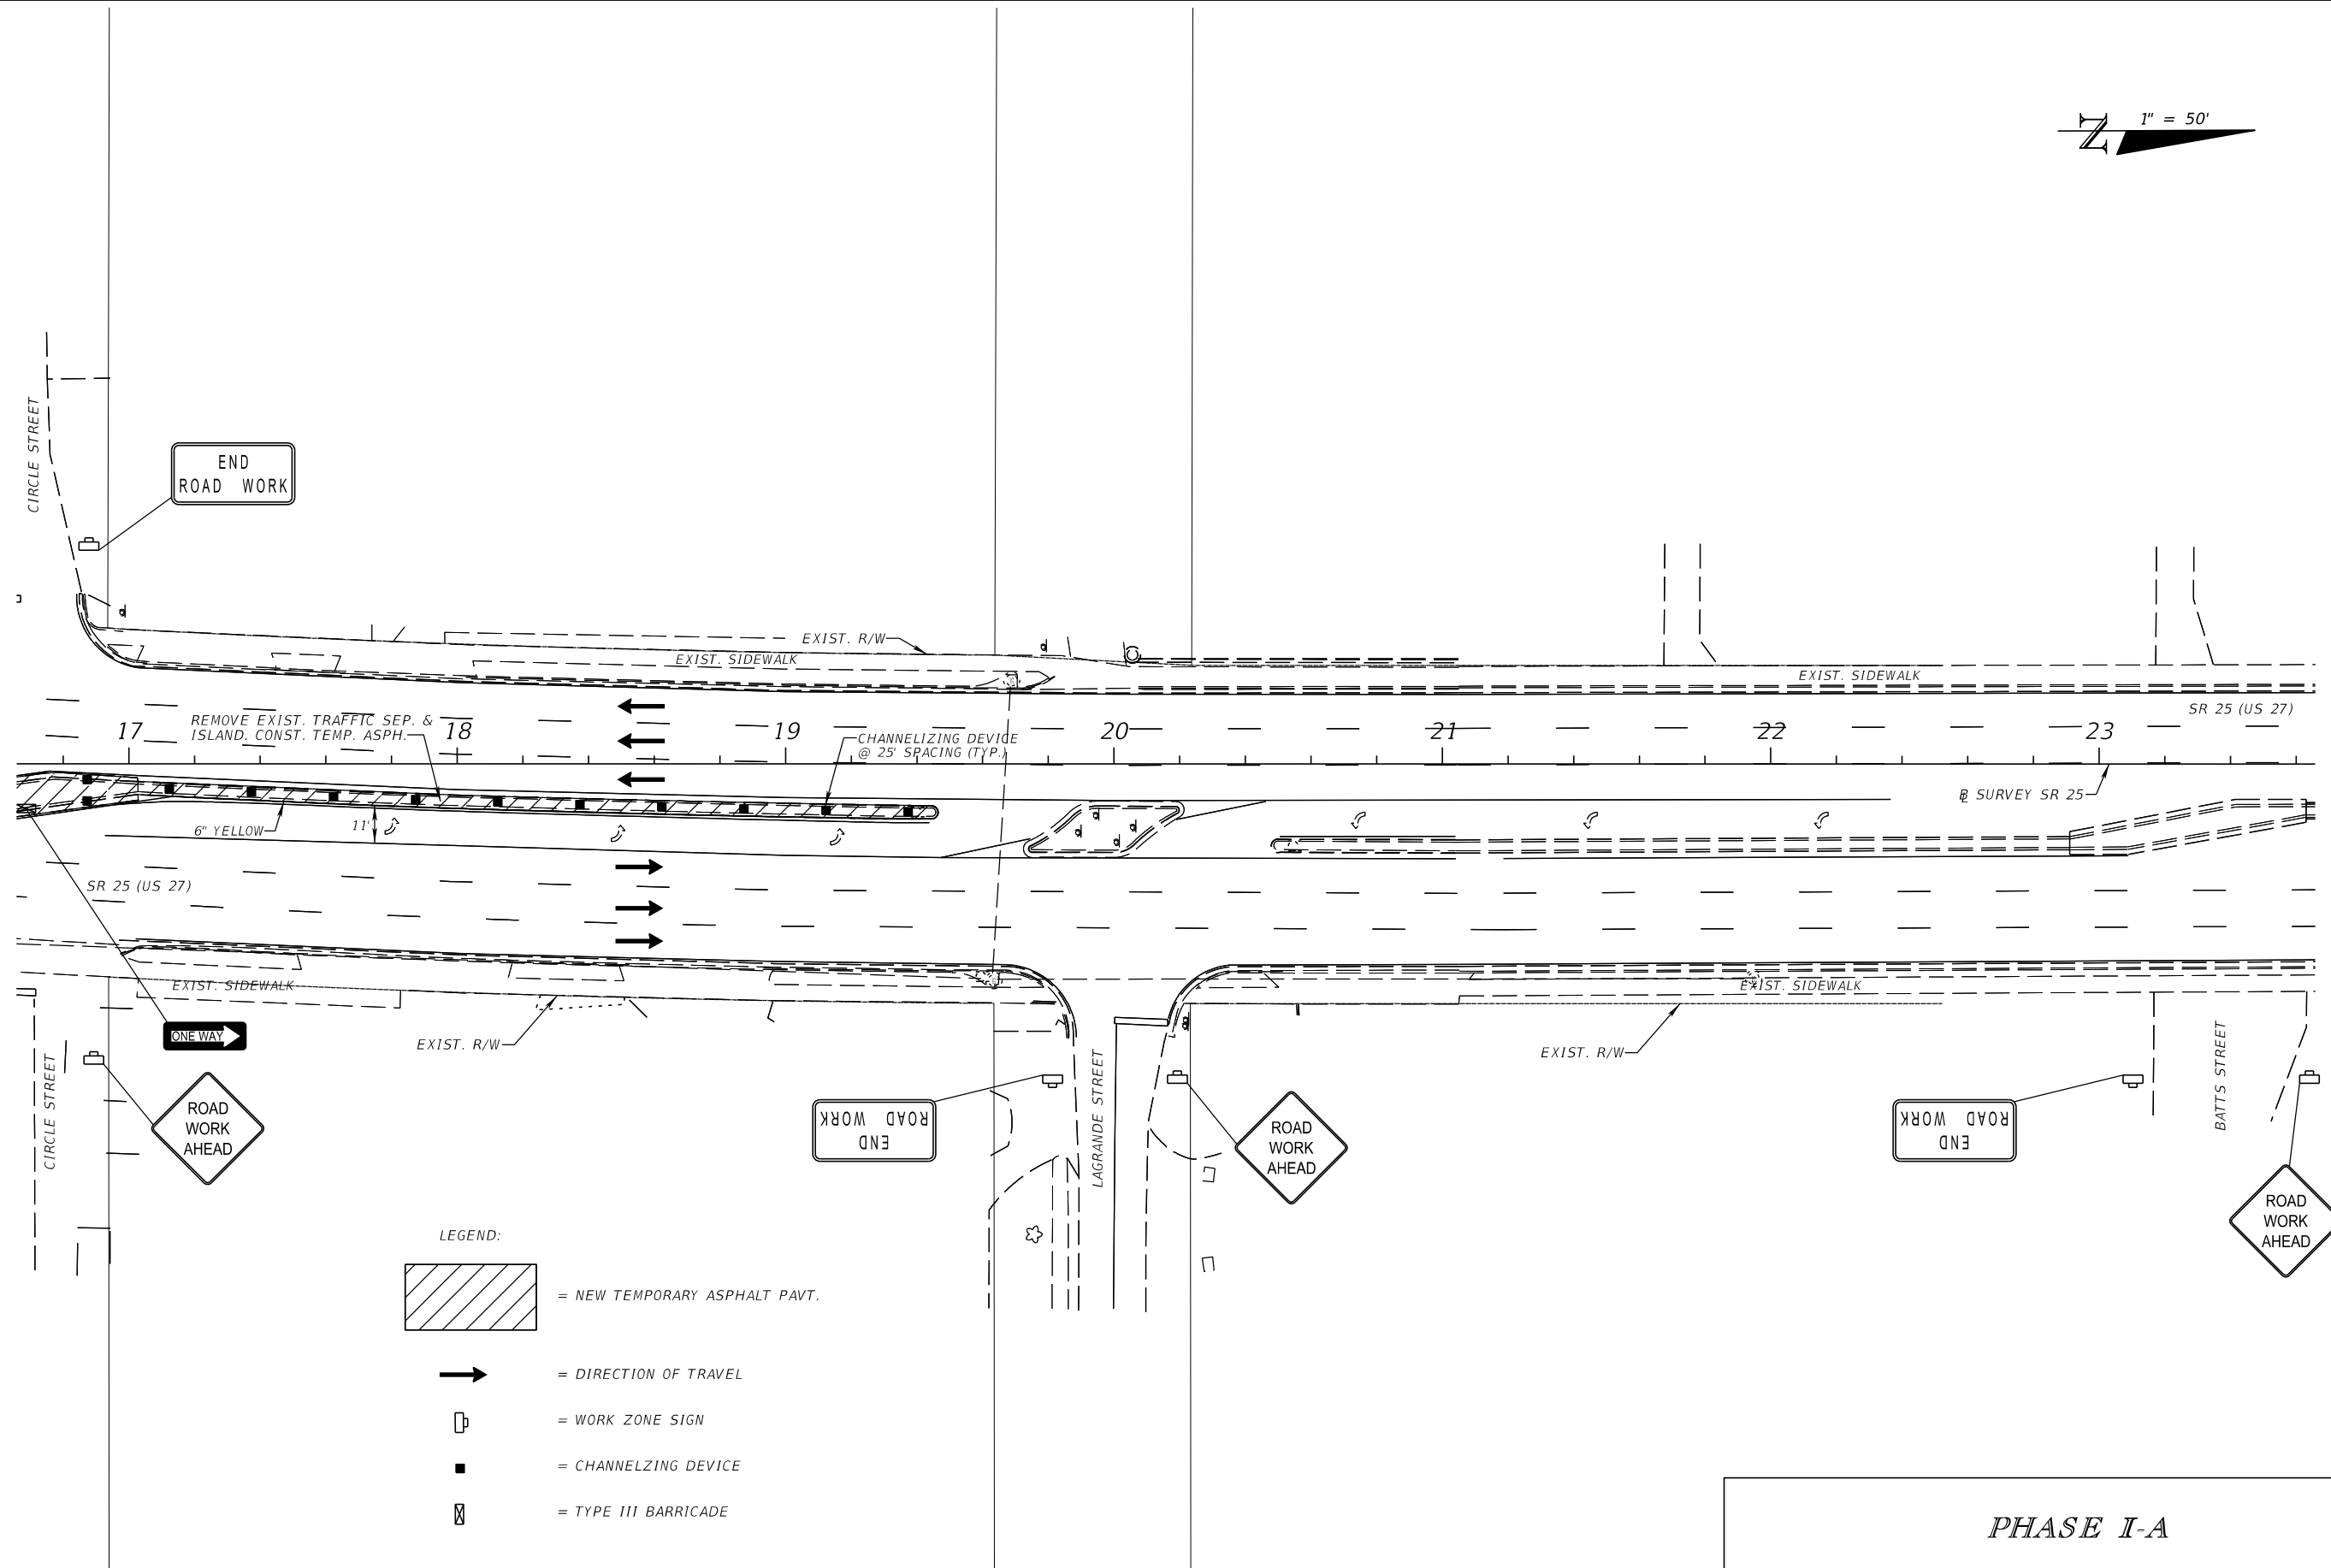 N
1" = 50'
CIRCLE STREET
END
ROAD WORK
EXIST. R/W
EXIST. SIDEWALK
EXIST. SIDEWALK
SR 25 (US 27)
17
REMOVE EXIST. TRAFFIC SEP. &
ISLAND. CONST. TEMP. ASPH.
18
19
CHANNELIZING DEVICE
@ 25' SPACING (TYP.)
20
21
22
23
℄ SURVEY SR 25
6" YELLOW
11'
SR 25 (US 27)
EXIST. SIDEWALK
EXIST. SIDEWALK
ONE WAY
EXIST. R/W
EXIST. R/W
CIRCLE STREET
ROAD
WORK
AHEAD
END
ROAD WORK
LAGRANDE STREET
ROAD
WORK
AHEAD
END
ROAD WORK
BATTS STREET
ROAD
WORK
AHEAD
LEGEND:
= NEW TEMPORARY ASPHALT PAVT.
= DIRECTION OF TRAVEL
= WORK ZONE SIGN
= CHANNELZING DEVICE
= TYPE III BARRICADE
PHASE I-A